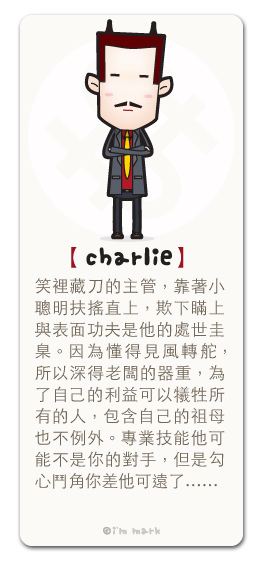 【charlie】
笑裡藏刀的主管，靠著小
聰明扶搖直上，欺下瞞上
與表面功夫是他的處世圭
臬。因為懂得見風轉舵，
所以深得老闆的器重，為
了自己的利益可以犧牲所
有的人，包含自己的祖母
也不例外。專業技能他可
能不是你的對手，但是勾
心鬥角你差他可遠了……
©i'm mark